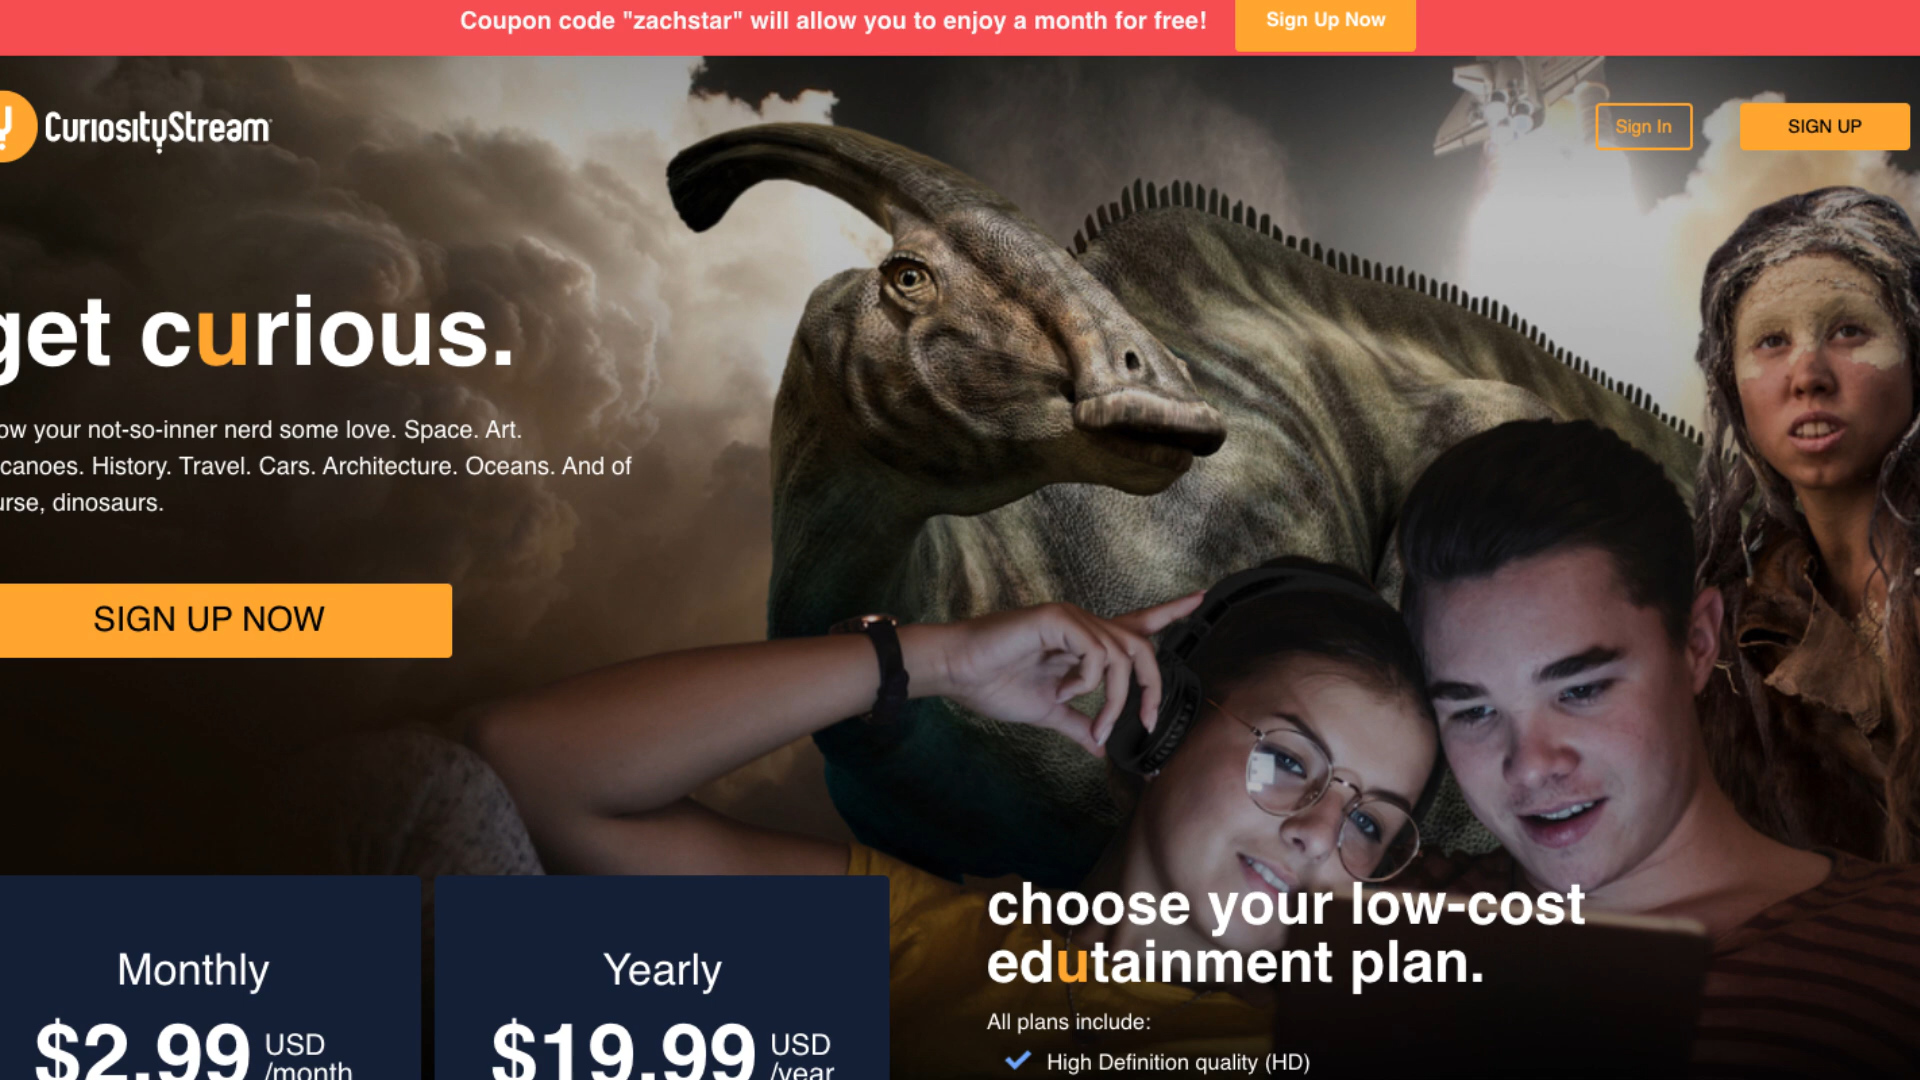 Coupon code "zachstar" will allow you to enjoy a month for free!
Sign Up Now
CuriosityStream
Sign In
SIGN UP
get curious.
ow your not-so-inner nerd some love. Space. Art.
canoes. History. Travel. Cars. Architecture. Oceans. And of
urse, dinosaurs.
SIGN UP NOW
choose your low-cost
edutainment plan.
All plans include:
High Definition quality (HD)
Monthly
$2.99 USD
/month
Yearly
$19.99 USD
/year